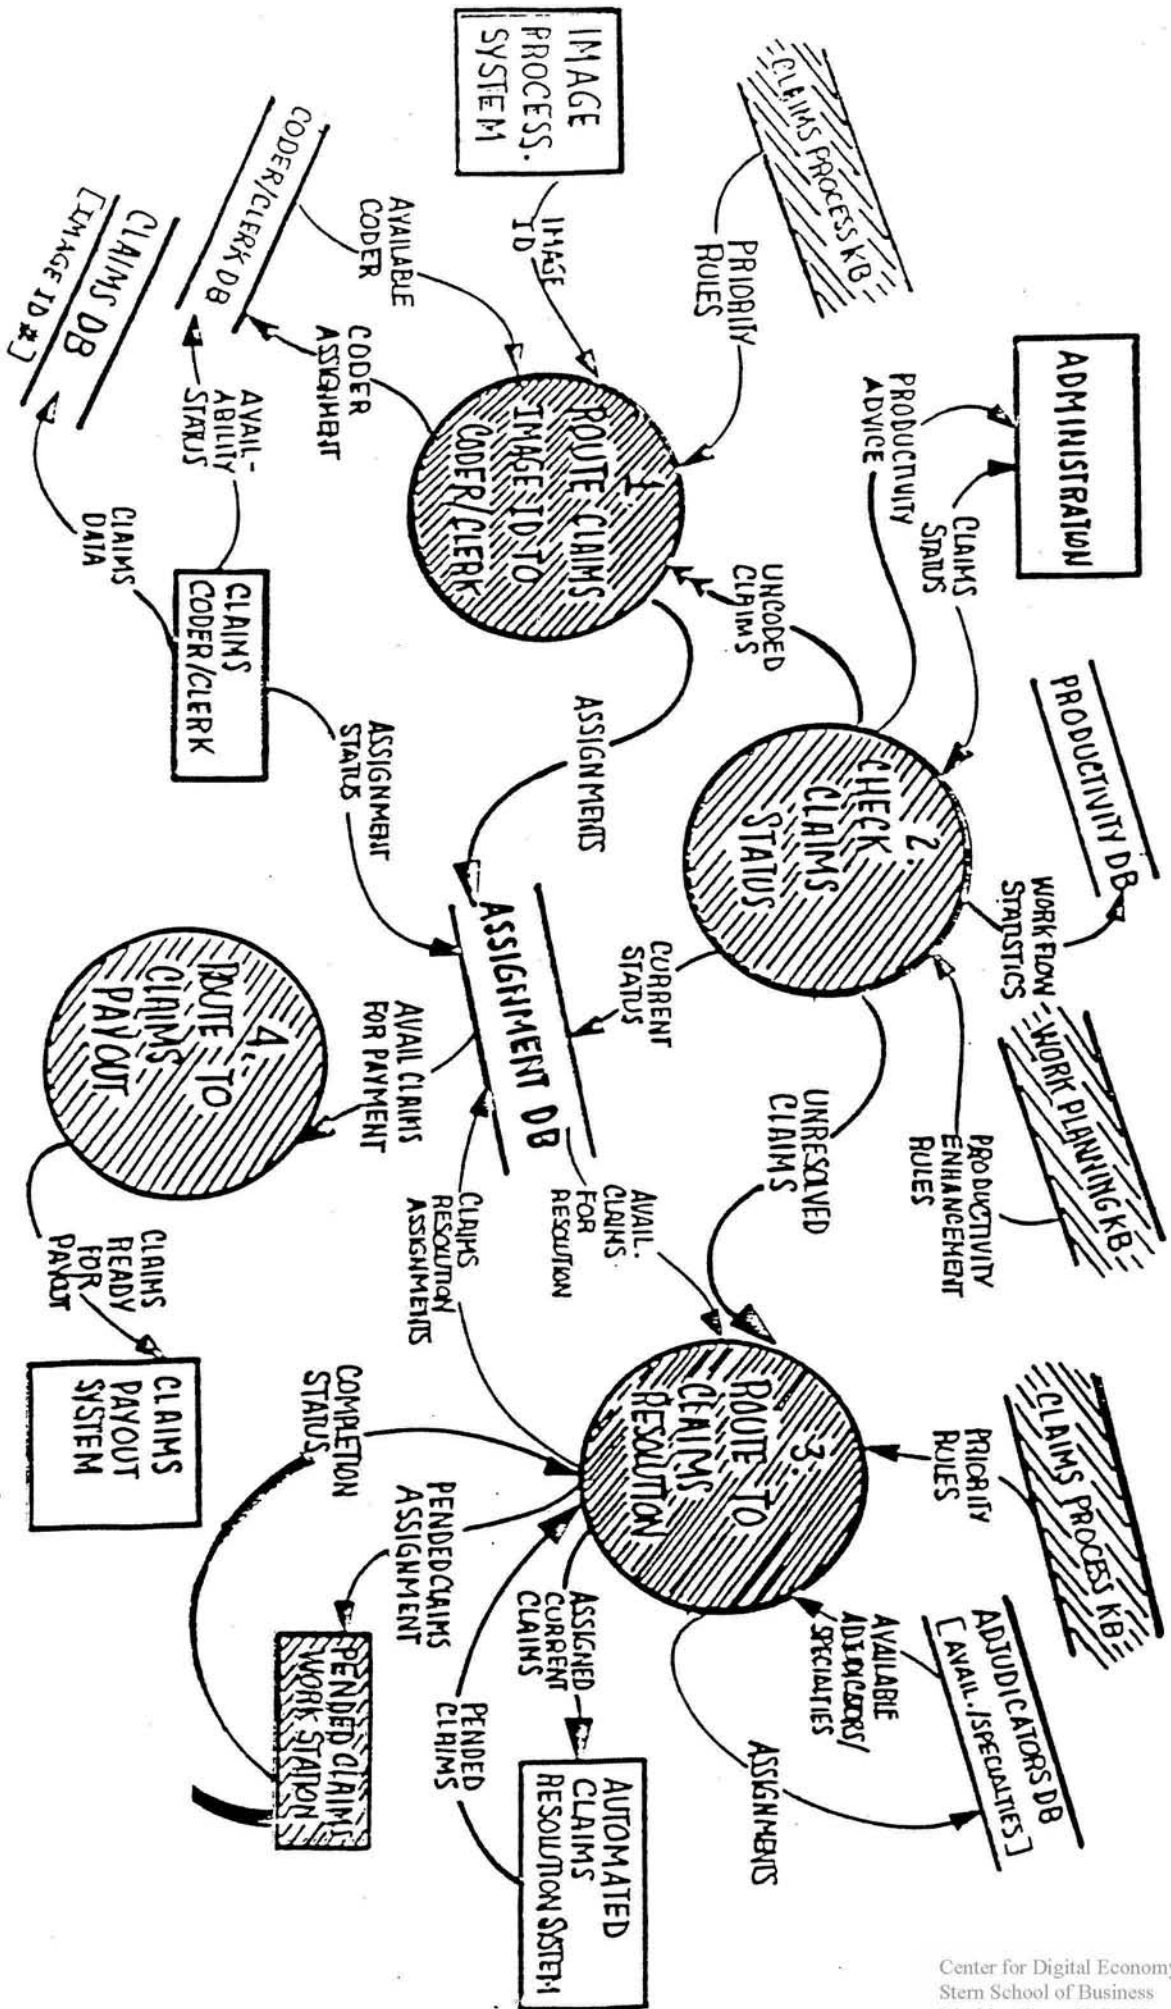 CLAIMS PROCESS KB
PRIORITY
RULES
IMAGE
PROCESS.
SYSTEM
IMAGE
ID
CODER/CLERK DB
AVAILABLE
CODER
CODER
ASSIGNMENT
CLAIMS DB
[IMAGE ID #]
AVAIL-
ABILITY
STATUS
CLAIMS
DATA
CLAIMS
CODER/CLERK
1
ROUTE CLAIMS
IMAGE ID TO
CODER/CLERK
ADMINISTRATION
PRODUCTIVITY
ADVICE
CLAIMS
STATUS
UNCODED
CLAIMS
ASSIGNMENTS
ASSIGNMENT
STATUS
PRODUCTIVITY DB
2.
CHECK
CLAIMS
STATUS
WORKFLOW
STATISTICS
WORK PLANNING KB
PRODUCTIVITY
ENHANCEMENT
RULES
CURRENT
STATUS
UNRESOLVED
CLAIMS
ASSIGNMENT DB
AVAIL.
CLAIMS
FOR
RESOLUTION
AVAIL CLAIMS
FOR PAYMENT
CLAIMS
RESOLUTION
ASSIGNMENTS
4.
ROUTE TO
CLAIMS
PAYOUT
CLAIMS
READY
FOR
PAYOUT
CLAIMS
PAYOUT
SYSTEM
CLAIMS PROCESS KB
PRIORITY
RULES
3.
ROUTE TO
CLAIMS
RESOLUTION
ADJUDICATORS DB
[AVAIL./SPECIALTIES]
AVAILABLE
ADJUDICATORS/
SPECIALTIES
ASSIGNMENTS
COMPLETION
STATUS
PENDED CLAIMS
ASSIGNMENT
ASSIGNED
CURRENT
CLAIMS
PENDED
CLAIMS
PENDED CLAIMS
WORK STATION
AUTOMATED
CLAIMS
RESOLUTION SYSTEM
Center for Digital Economy
Stern School of Business